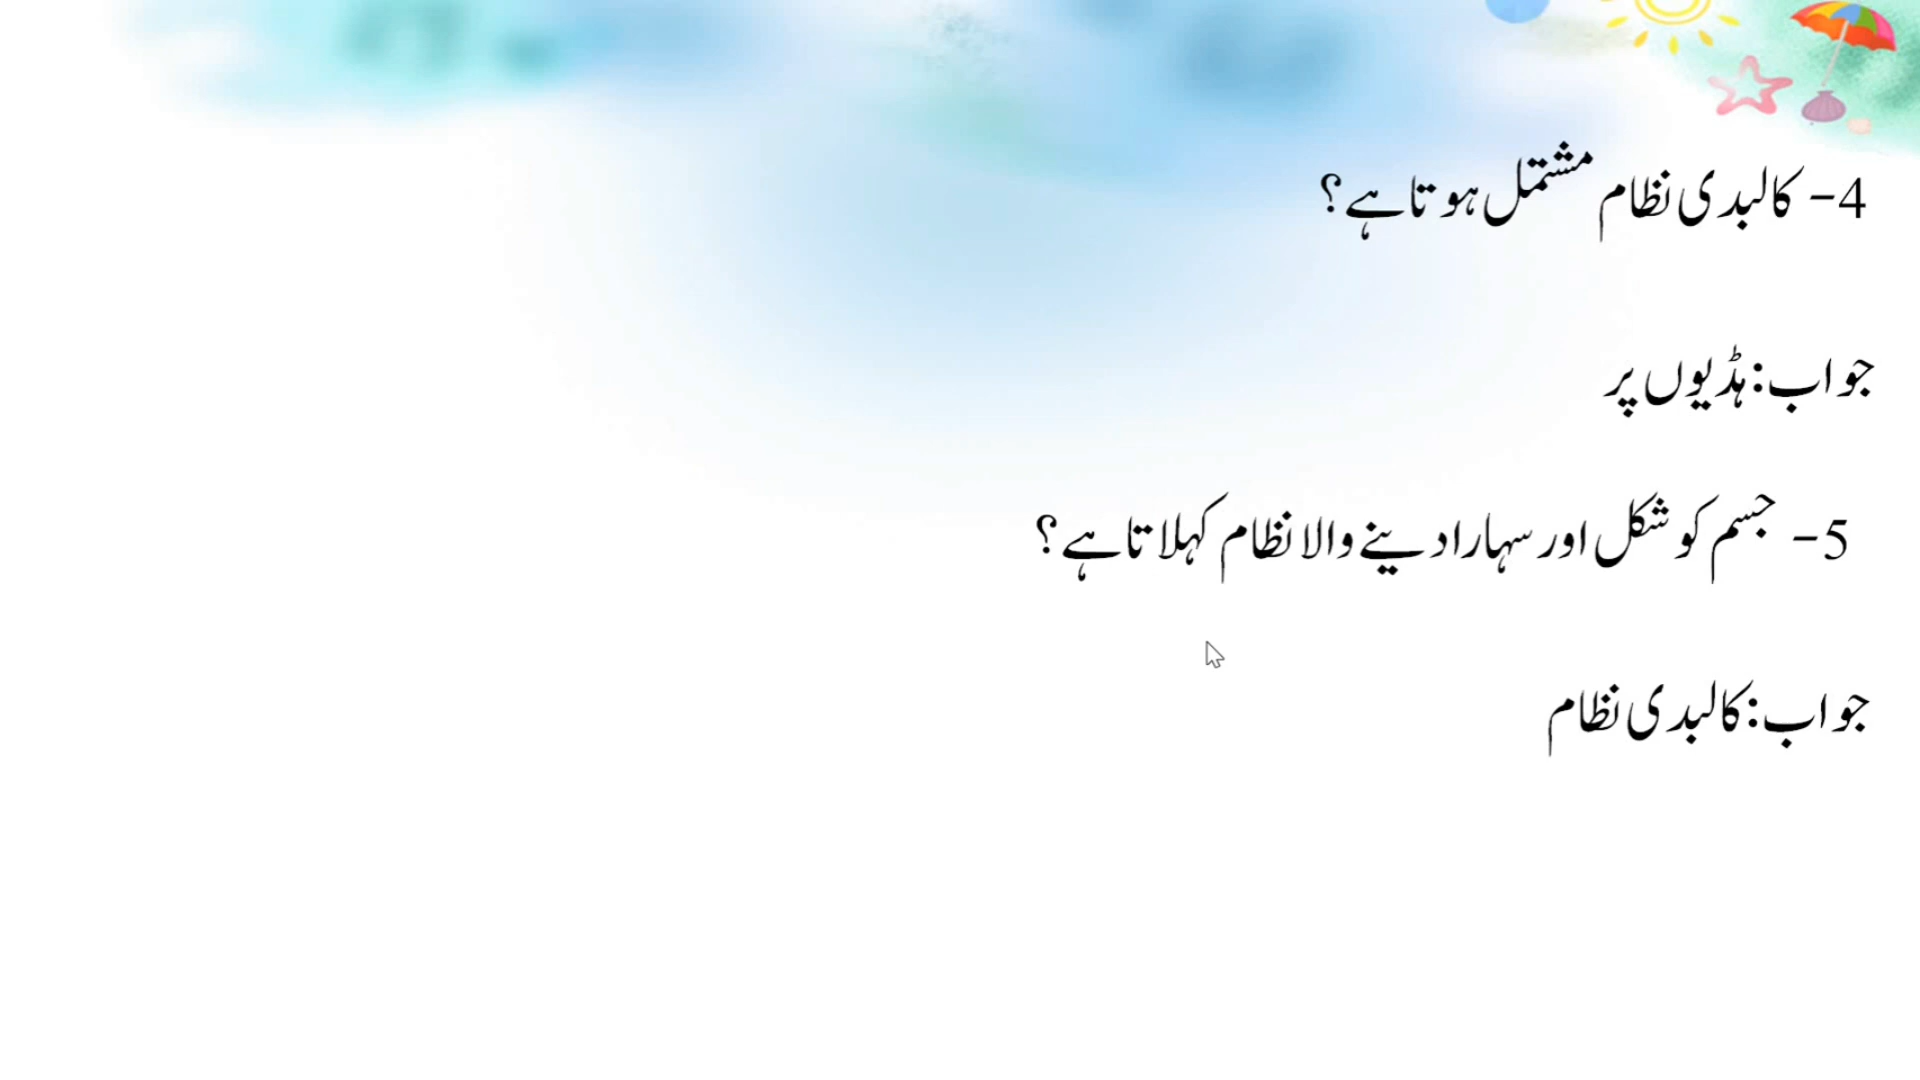 4- کالبدی نظام مشتمل ہوتا ہے؟
جواب: ہڈیوں پر
5- جسم کو شکل اور سہارا دینے والا نظام کہلاتا ہے؟
جواب: کالبدی نظام